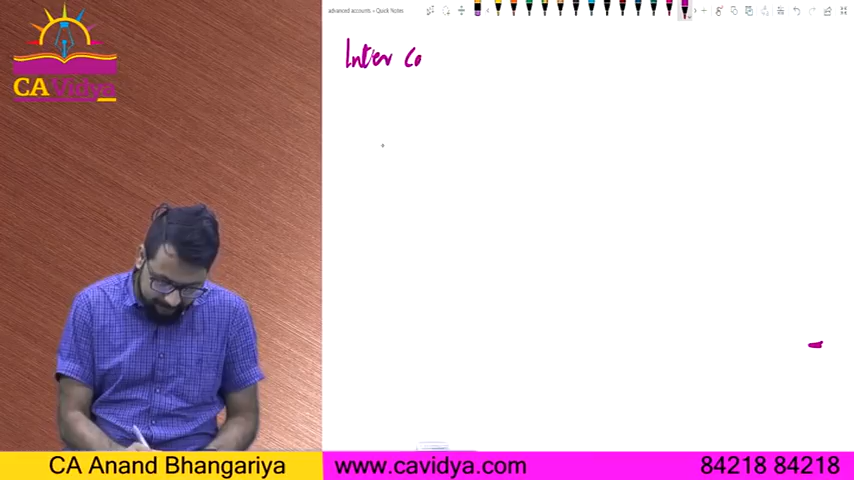 advanced accounts » Quick Notes
Inter Co
CA Vidya
CA Anand Bhangariya
www.cavidya.com
84218 84218